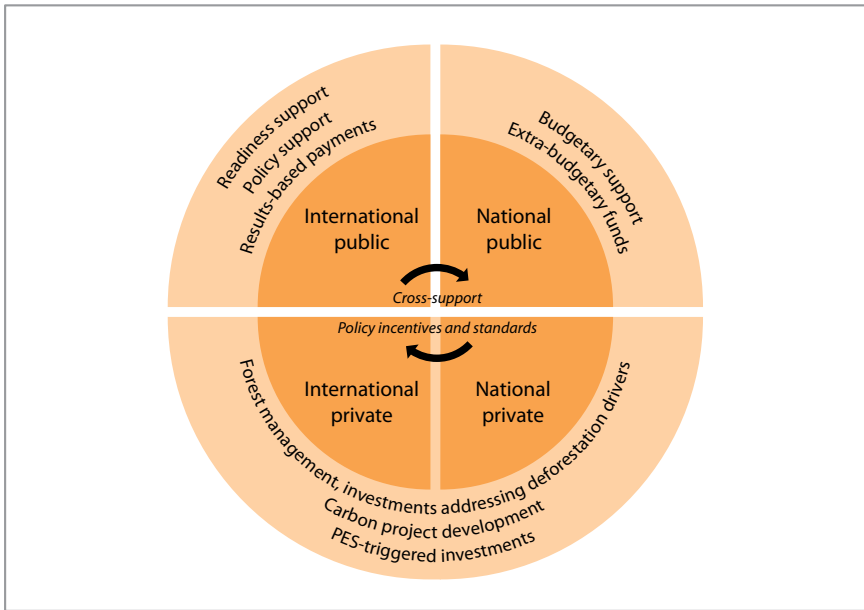 Readiness support
Policy support
Results-based payments
Budgetary support
Extra-budgetary funds
International
public
National
public
Cross-support
Policy incentives and standards
International
private
National
private
Forest management, investments addressing deforestation drivers
Carbon project development
PES-triggered investments